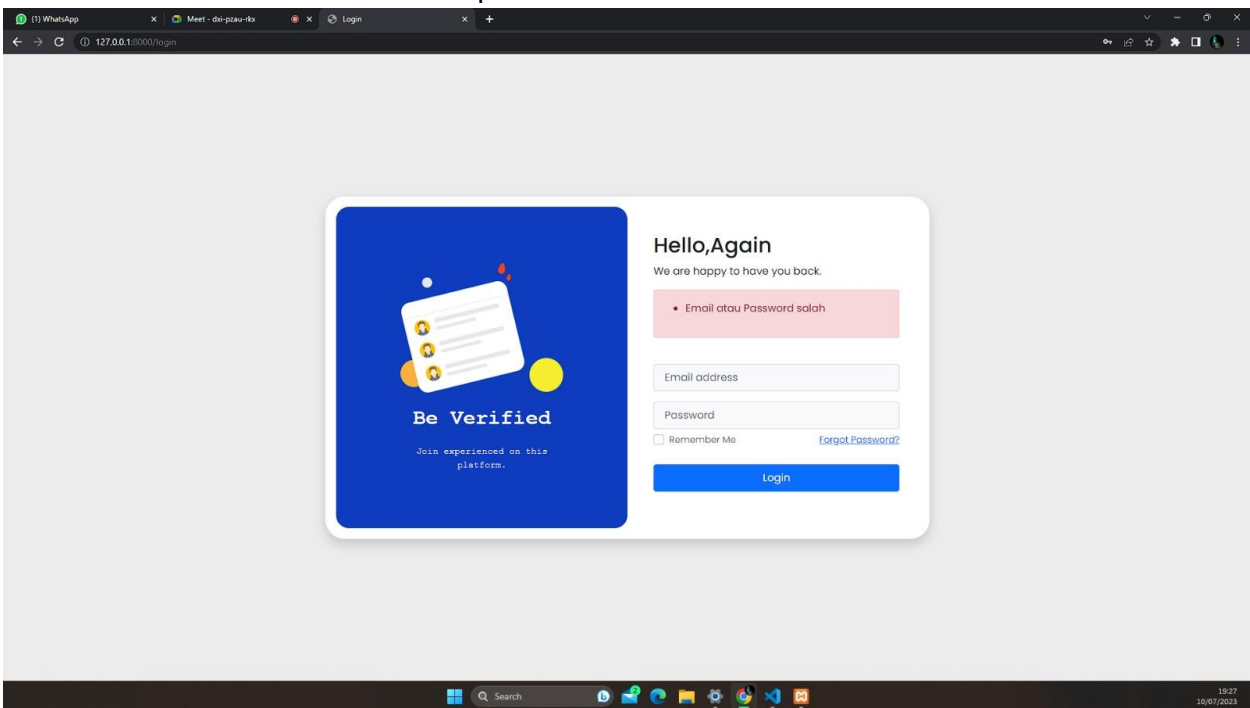 (1) WhatsApp
Meet - dxi-pzau-rkx
Login
127.0.0.1:8000/login
Hello,Again
We are happy to have you back.
Email atau Password salah
Email address
Password
Remember Me
Forgot Password?
Login
Be Verified
Join experienced on this
platform.
Search
19:27
10/07/2023